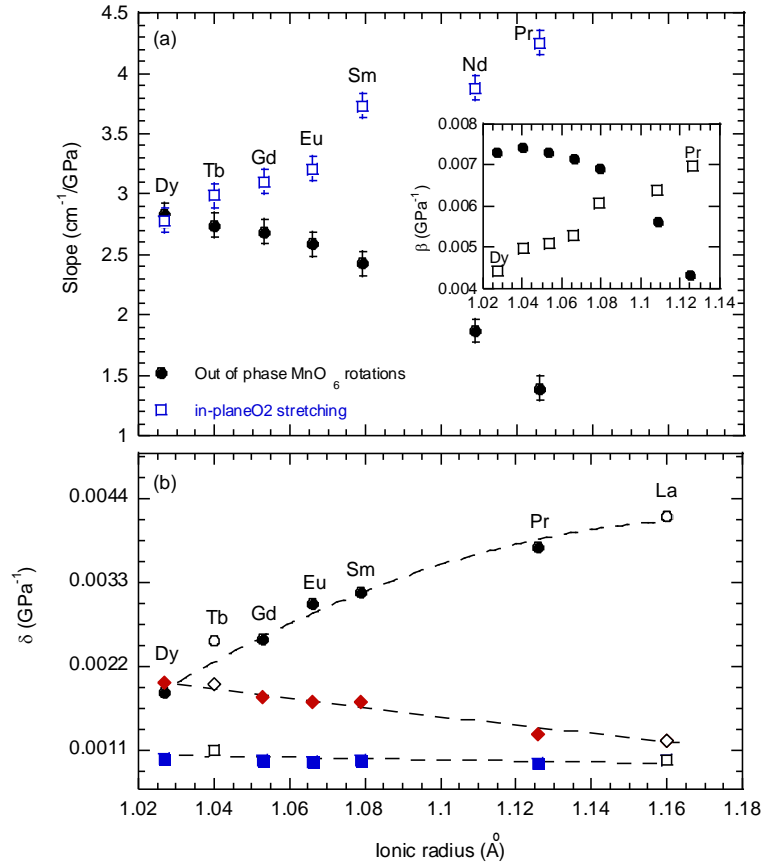 4.5
(a)
Pr
4
Sm
Nd
3.5
Eu
Gd
Tb
Dy
3
2.5
2
1.5
1
Slope (cm⁻¹/GPa)
Out of phase MnO₆ rotations
in-planeO2 stretching
0.008
0.007
0.006
0.005
0.004
β (GPa⁻¹)
Pr
Dy
1.02 1.04 1.06 1.08 1.1 1.12 1.14
(b)
La
0.0044
Pr
0.0033
Sm
Eu
Gd
Tb
Dy
0.0022
0.0011
δ (GPa⁻¹)
1.02 1.04 1.06 1.08 1.1 1.12 1.14 1.16 1.18
Ionic radius (Å)